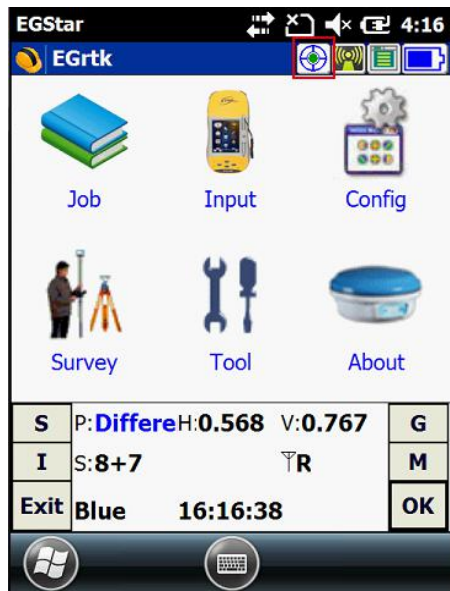 EGStar 4:16
EGrtk
Job Input Config
Survey Tool About
S P:Differe H:0.568 V:0.767 G
I S:8+7 R M
Exit Blue 16:16:38 OK